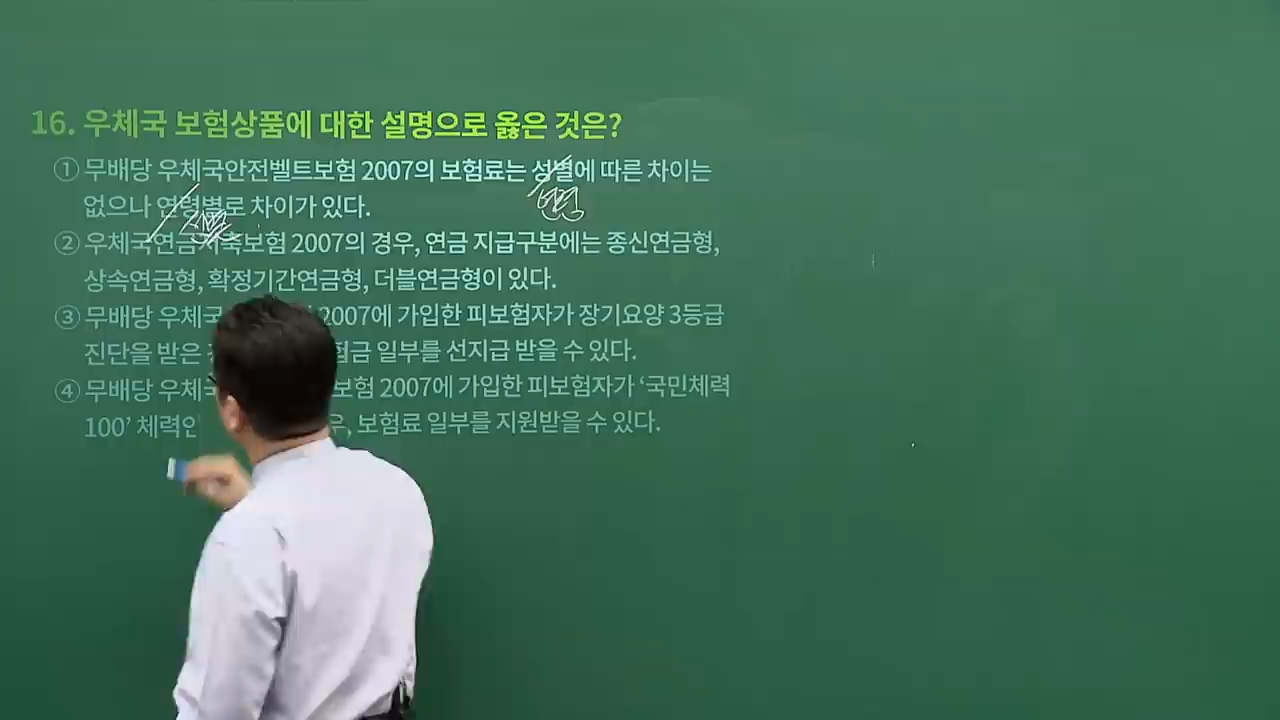 16. 우체국 보험상품에 대한 설명으로 옳은 것은?
① 무배당 우체국안전벨트보험 2007의 보험료는 성별에 따른 차이는
없으나 연령별로 차이가 있다.
연령
성별
② 우체국연금저축보험 2007의 경우, 연금 지급구분에는 종신연금형,
상속연금형, 확정기간연금형, 더블연금형이 있다.
③ 무배당 우체국 2007에 가입한 피보험자가 장기요양 3등급
진단을 받은 험금 일부를 선지급 받을 수 있다.
④ 무배당 우체국 보험 2007에 가입한 피보험자가 ‘국민체력
100’ 체력인 우, 보험료 일부를 지원받을 수 있다.